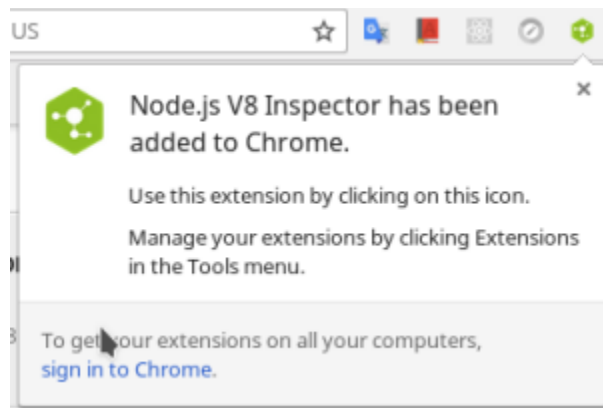 US
Node.js V8 Inspector has been
added to Chrome.
Use this extension by clicking on this icon.
Manage your extensions by clicking Extensions
in the Tools menu.
To get your extensions on all your computers,
sign in to Chrome.